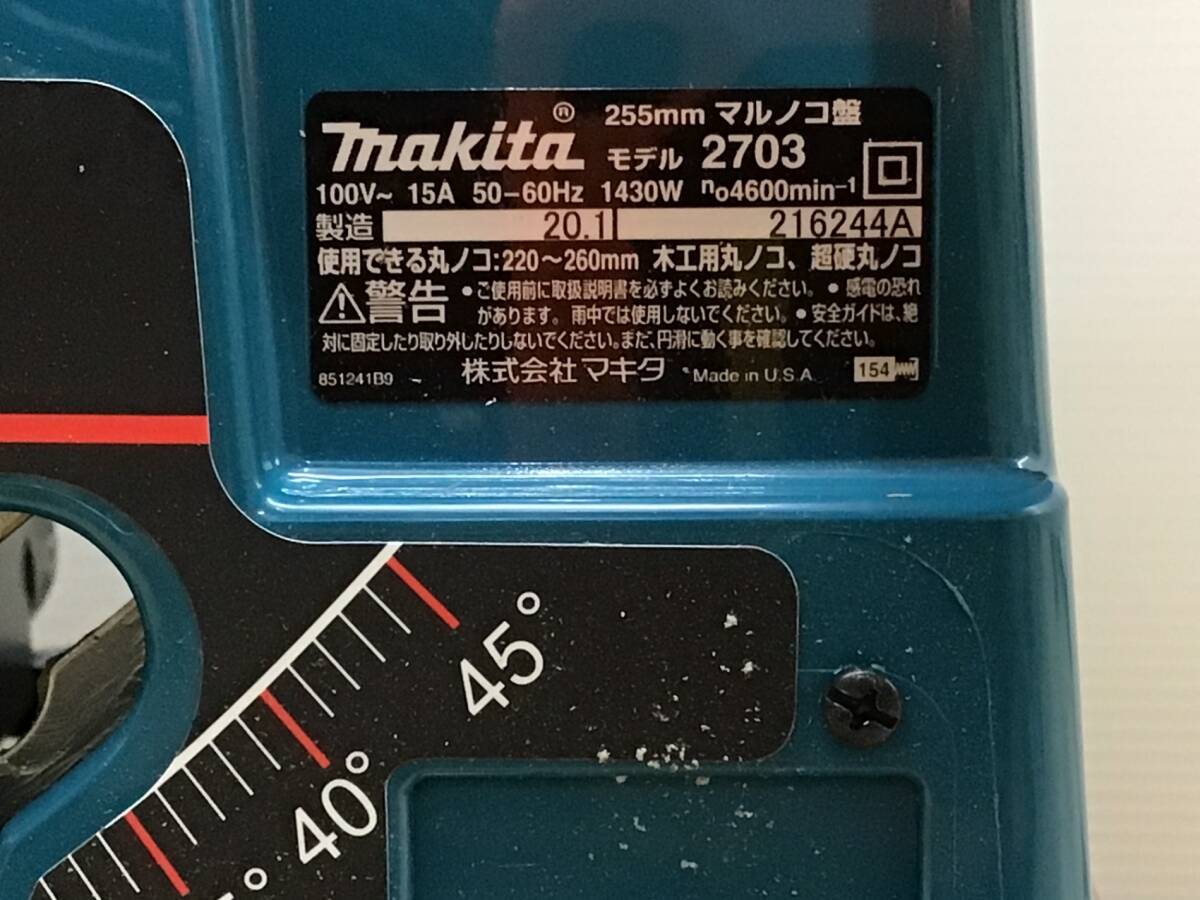 makita® 255mm マルノコ盤
モデル 2703
100V~ 15A 50-60Hz 1430W n₀4600min⁻¹
製造 20.1 216244A
使用できる丸ノコ:220～260mm 木工用丸ノコ、超硬丸ノコ
⚠警告 •ご使用前に取扱説明書を必ずよくお読みください。 •感電の恐れ
があります。雨中では使用しないでください。 •安全ガイドは、絶
対に固定したり取り外したりしないでください。また、円滑に動く事を確認してください。
851241B9 株式会社マキタ Made in U.S.A. 154
45°
40°